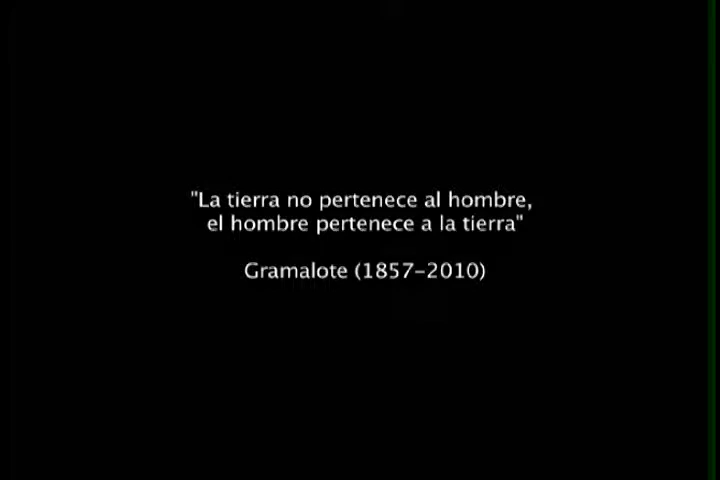 "La tierra no pertenece al hombre,
el hombre pertenece a la tierra"
Gramalote (1857-2010)